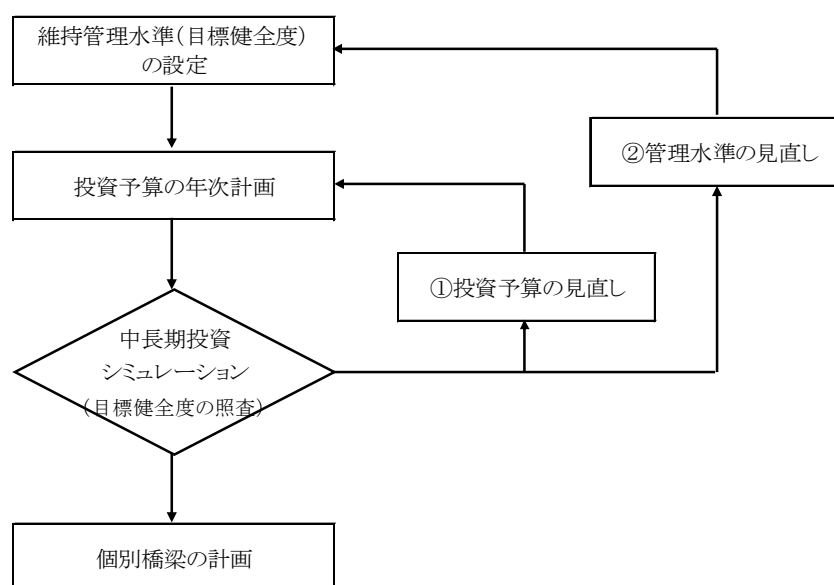 維持管理水準(目標健全度)
の設定
②管理水準の見直し
投資予算の年次計画
①投資予算の見直し
中長期投資
シミュレーション
(目標健全度の照査)
個別橋梁の計画